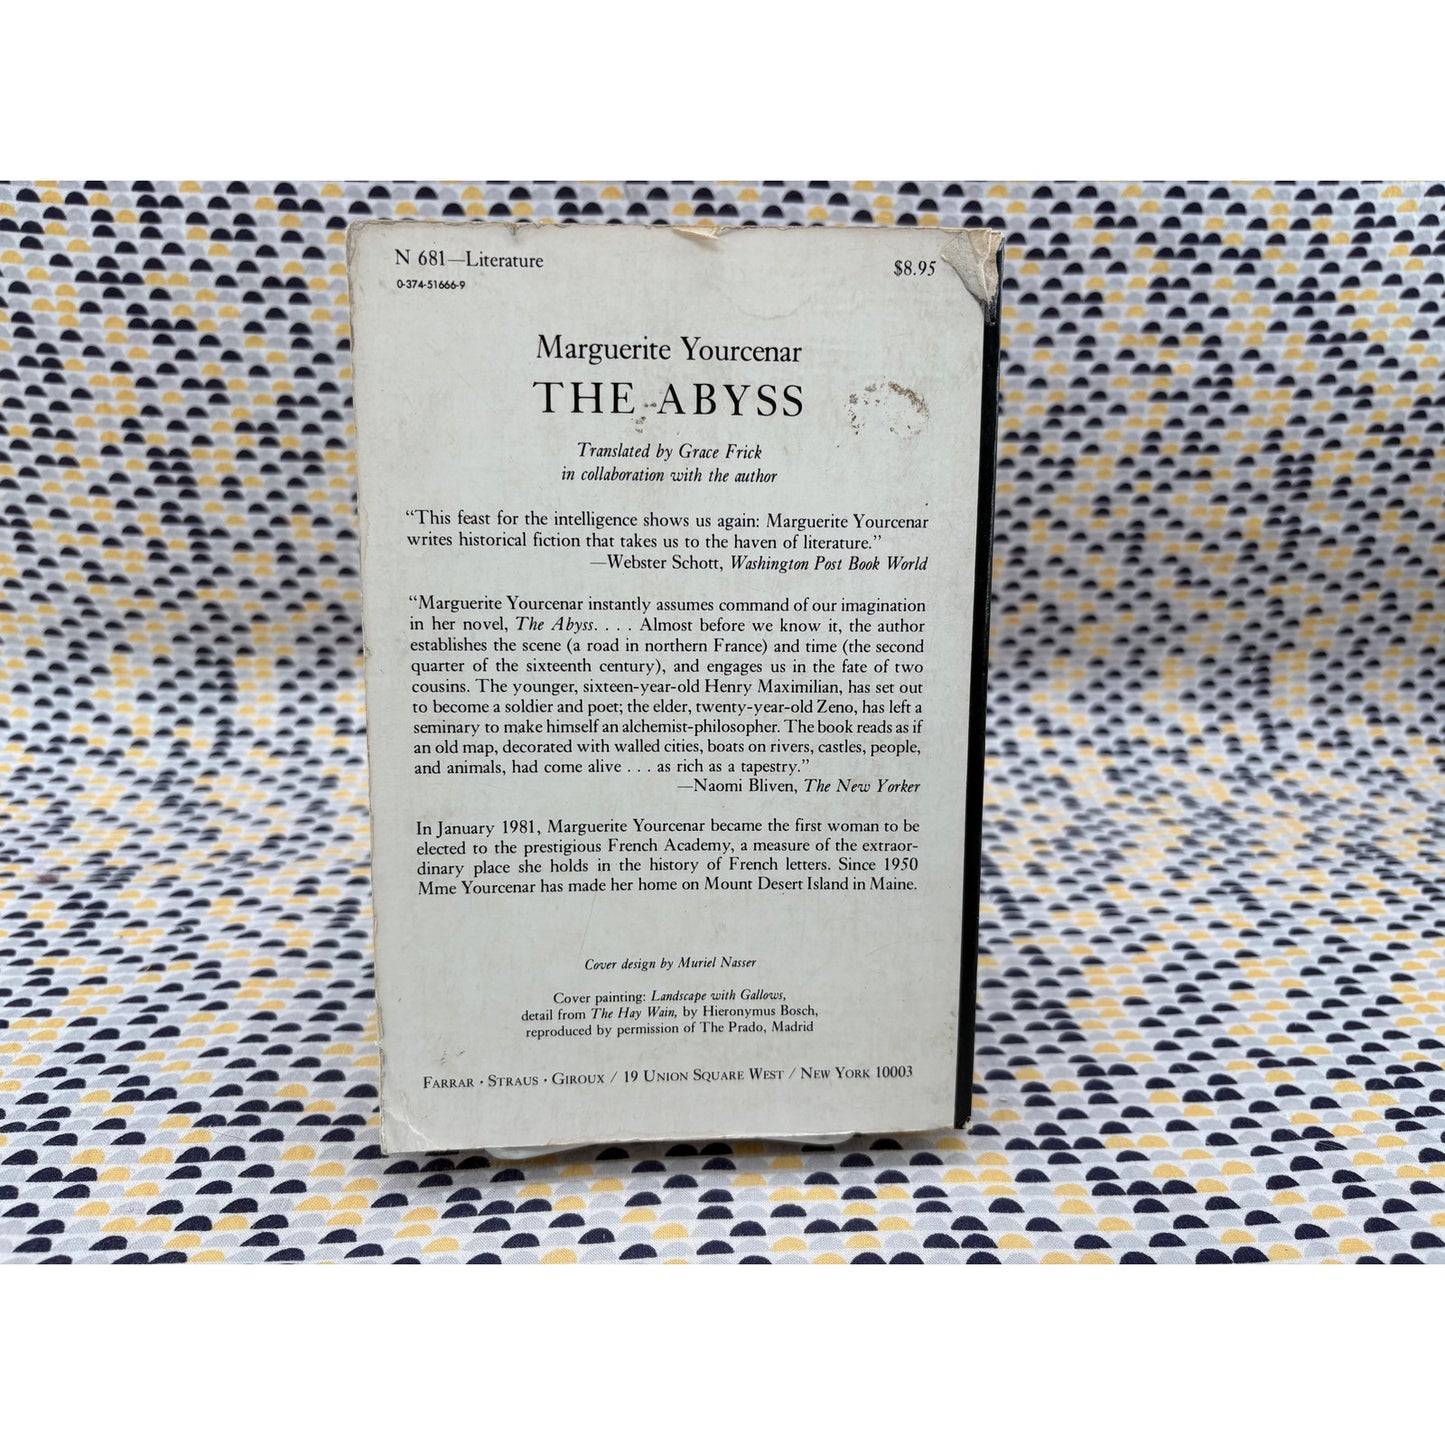 N 681—Literature
$8.95
0-374-51666-9
Marguerite Yourcenar
THE ABYSS
Translated by Grace Frick
in collaboration with the author
“This feast for the intelligence shows us again: Marguerite Yourcenar
writes historical fiction that takes us to the haven of literature.”
—Webster Schott, Washington Post Book World
“Marguerite Yourcenar instantly assumes command of our imagination
in her novel, The Abyss. . . . Almost before we know it, the author
establishes the scene (a road in northern France) and time (the second
quarter of the sixteenth century), and engages us in the fate of two
cousins. The younger, sixteen-year-old Henry Maximilian, has set out
to become a soldier and poet; the elder, twenty-year-old Zeno, has left a
seminary to make himself an alchemist-philosopher. The book reads as if
an old map, decorated with walled cities, boats on rivers, castles, people,
and animals, had come alive . . . as rich as a tapestry.”
—Naomi Bliven, The New Yorker
In January 1981, Marguerite Yourcenar became the first woman to be
elected to the prestigious French Academy, a measure of the extraor-
dinary place she holds in the history of French letters. Since 1950
Mme Yourcenar has made her home on Mount Desert Island in Maine.
Cover design by Muriel Nasser
Cover painting: Landscape with Gallows,
detail from The Hay Wain, by Hieronymus Bosch,
reproduced by permission of The Prado, Madrid
FARRAR · STRAUS · GIROUX / 19 UNION SQUARE WEST / NEW YORK 10003